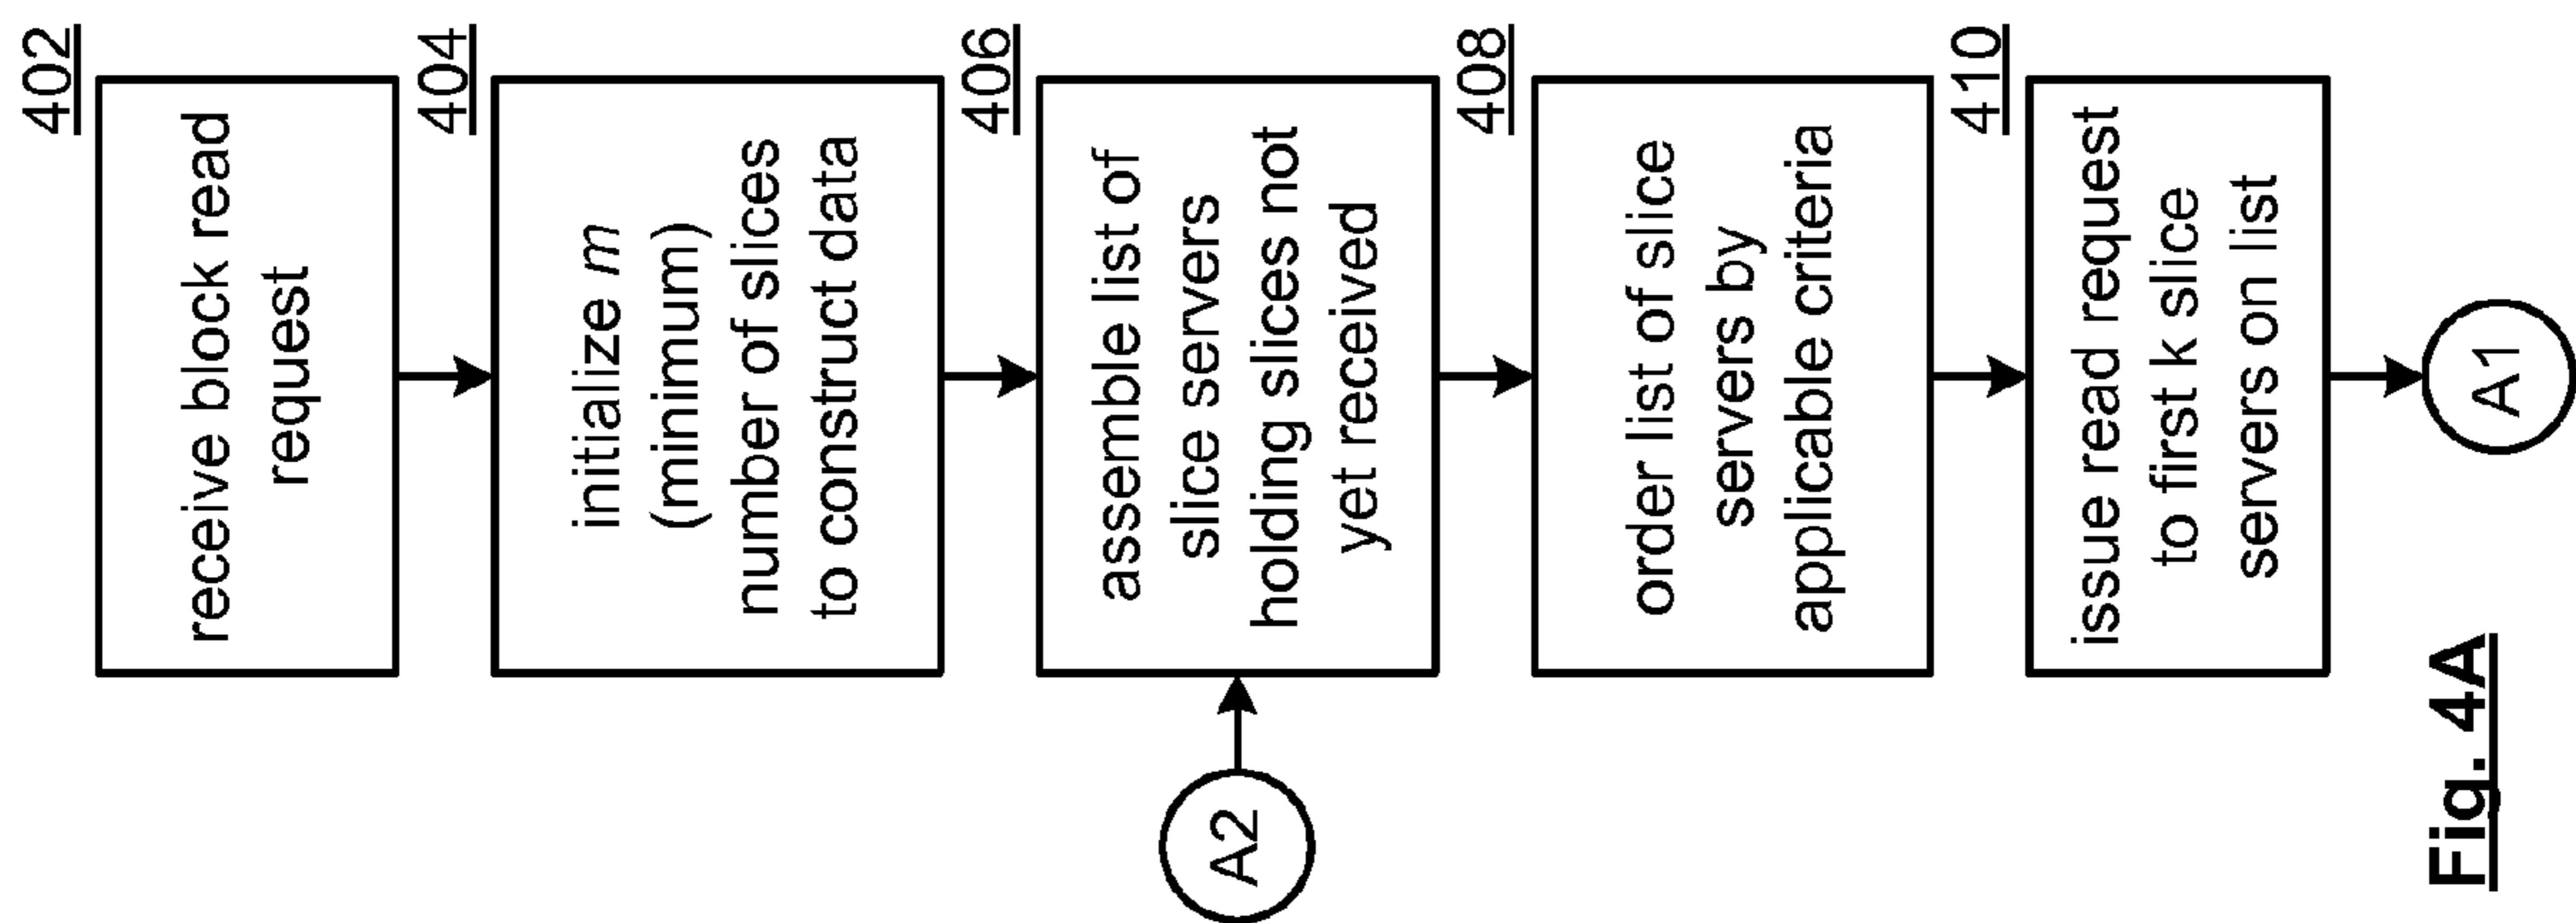 402
receive block read
request
404
initialize m
(minimum)
number of slices
to construct data
406
assemble list of
slice servers
holding slices not
yet received
A2
408
order list of slice
servers by
applicable criteria
410
issue read request
to first k slice
servers on list
A1
Fig. 4A